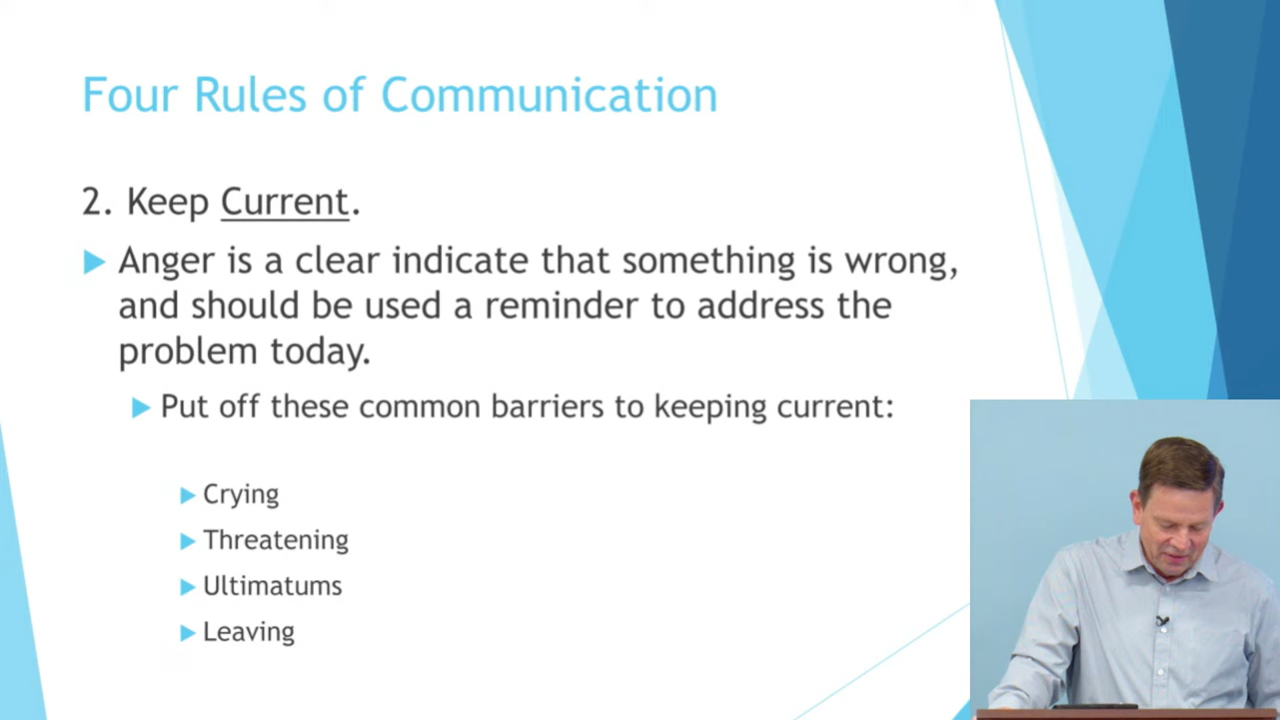 Four Rules of Communication
2. Keep Current.
Anger is a clear indicate that something is wrong,
and should be used a reminder to address the
problem today.
Put off these common barriers to keeping current:
Crying
Threatening
Ultimatums
Leaving